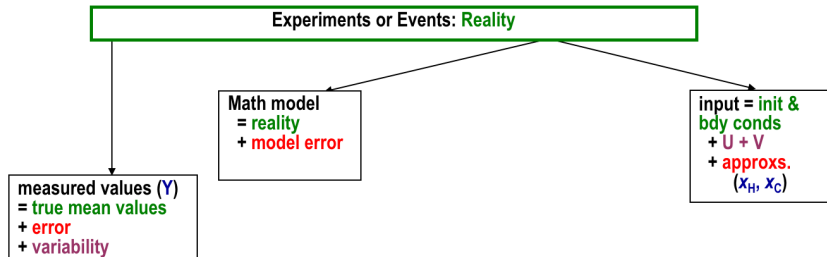 Experiments or Events: Reality
Math model
= reality
+ model error
input = init &
bdy conds
+ U + V
+ approxs.
(xH, xC)
measured values (Y)
= true mean values
+ error
+ variability